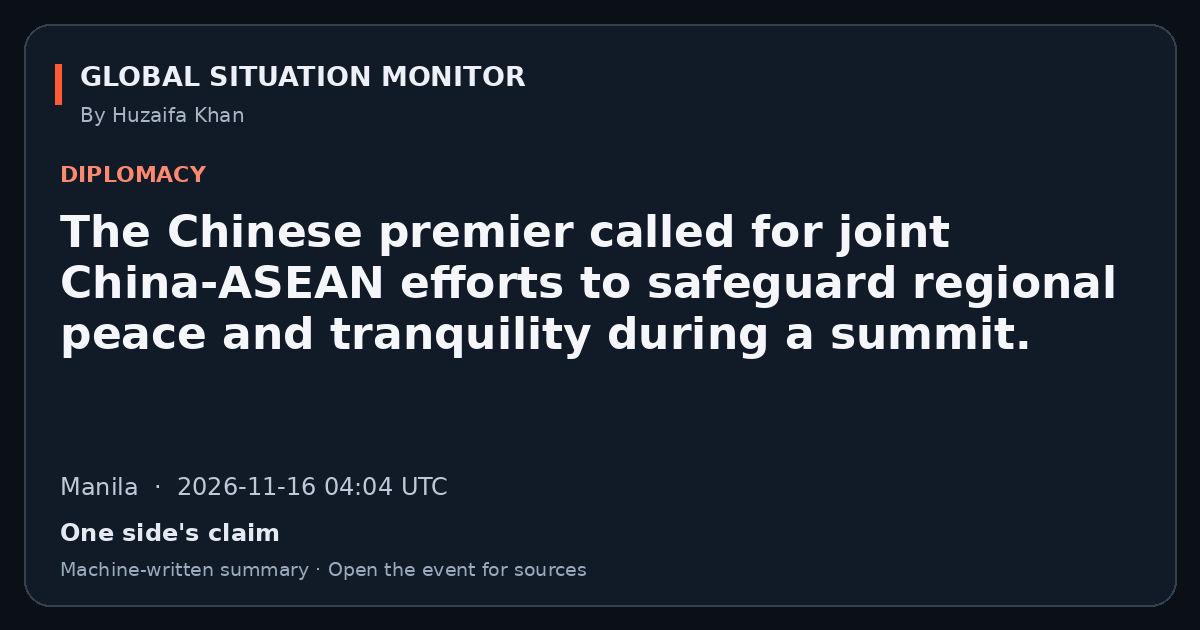 GLOBAL SITUATION MONITOR
By Huzaifa Khan
DIPLOMACY
The Chinese premier called for joint
China-ASEAN efforts to safeguard regional
peace and tranquility during a summit.
Manila · 2026-11-16 04:04 UTC
One side's claim
Machine-written summary · Open the event for sources